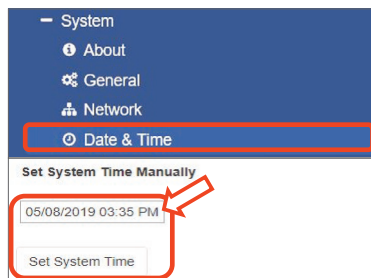 System
About
General
Network
Date & Time
Set System Time Manually
05/08/2019 03:35 PM
Set System Time